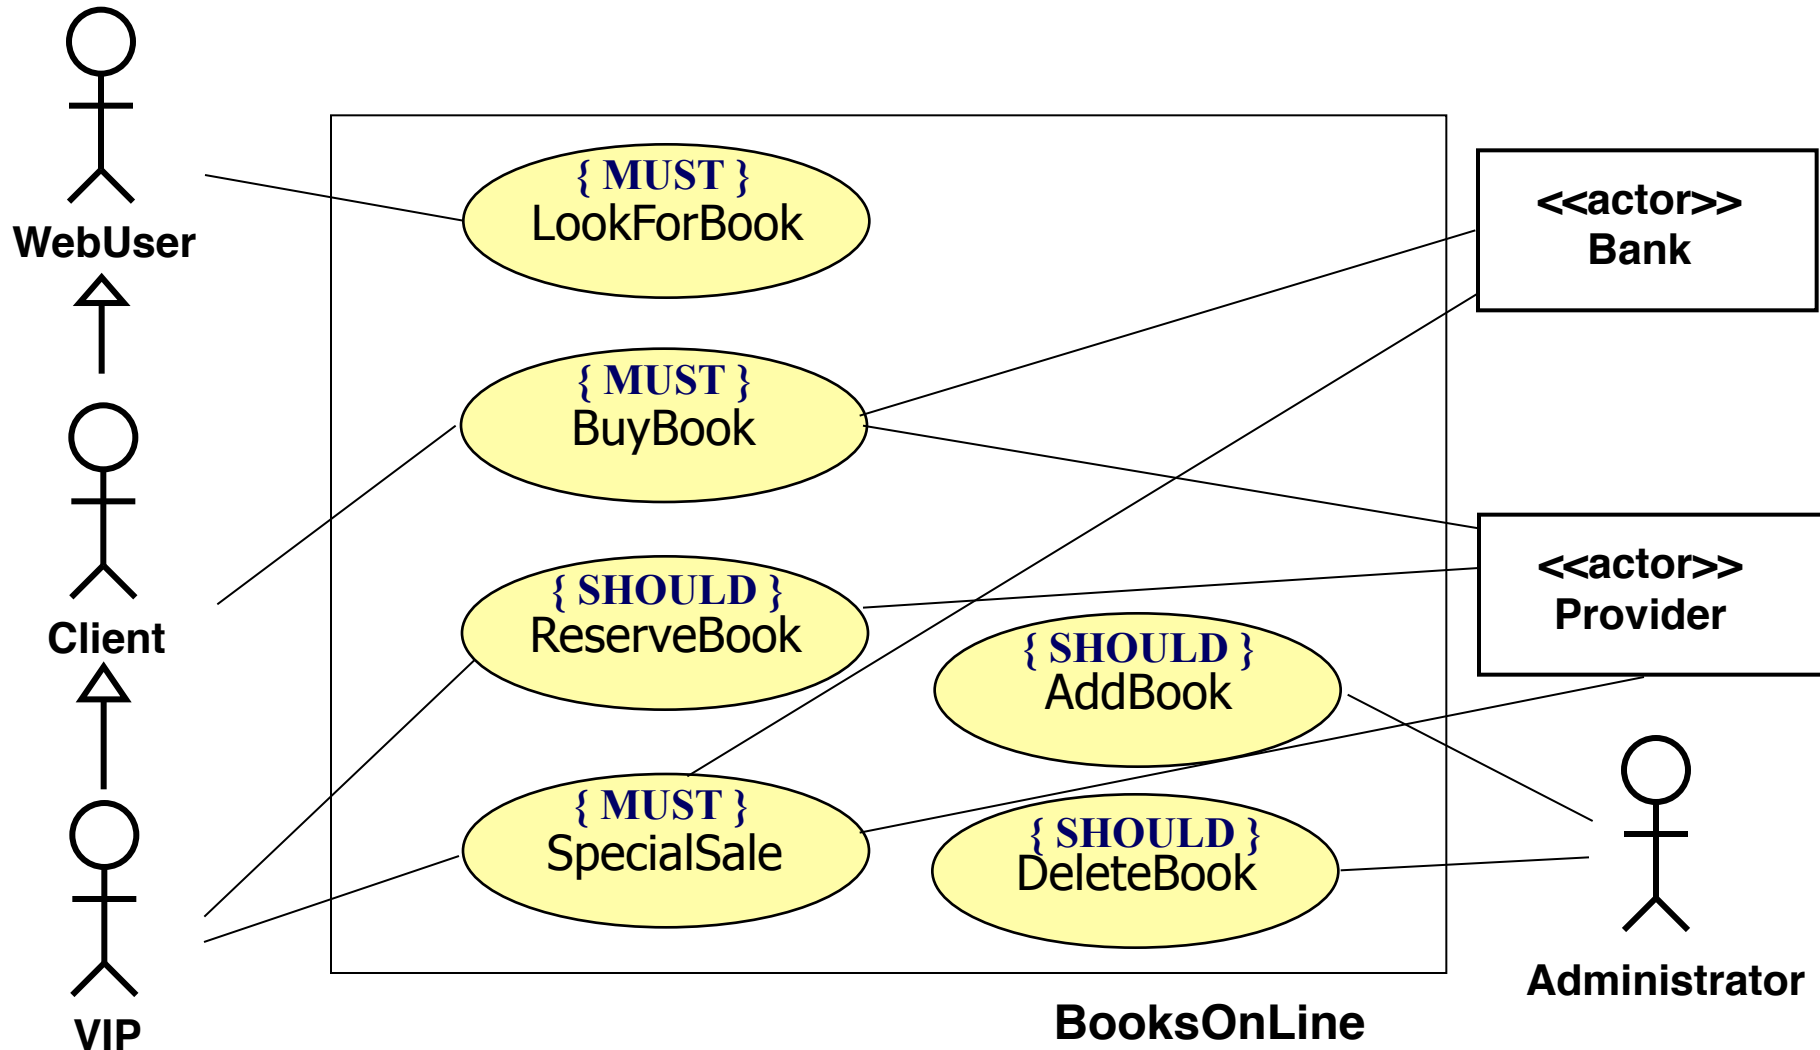 WebUser
{ MUST }
LookForBook
<<actor>>
Bank
{ MUST }
BuyBook
Client
{ SHOULD }
ReserveBook
<<actor>>
Provider
{ SHOULD }
AddBook
{ MUST }
SpecialSale
{ SHOULD }
DeleteBook
Administrator
VIP
BooksOnLine